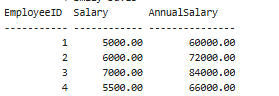 EmployeeID Salary AnnualSalary
----------- ----------- -------------
1 5000.00 60000.00
2 6000.00 72000.00
3 7000.00 84000.00
4 5500.00 66000.00